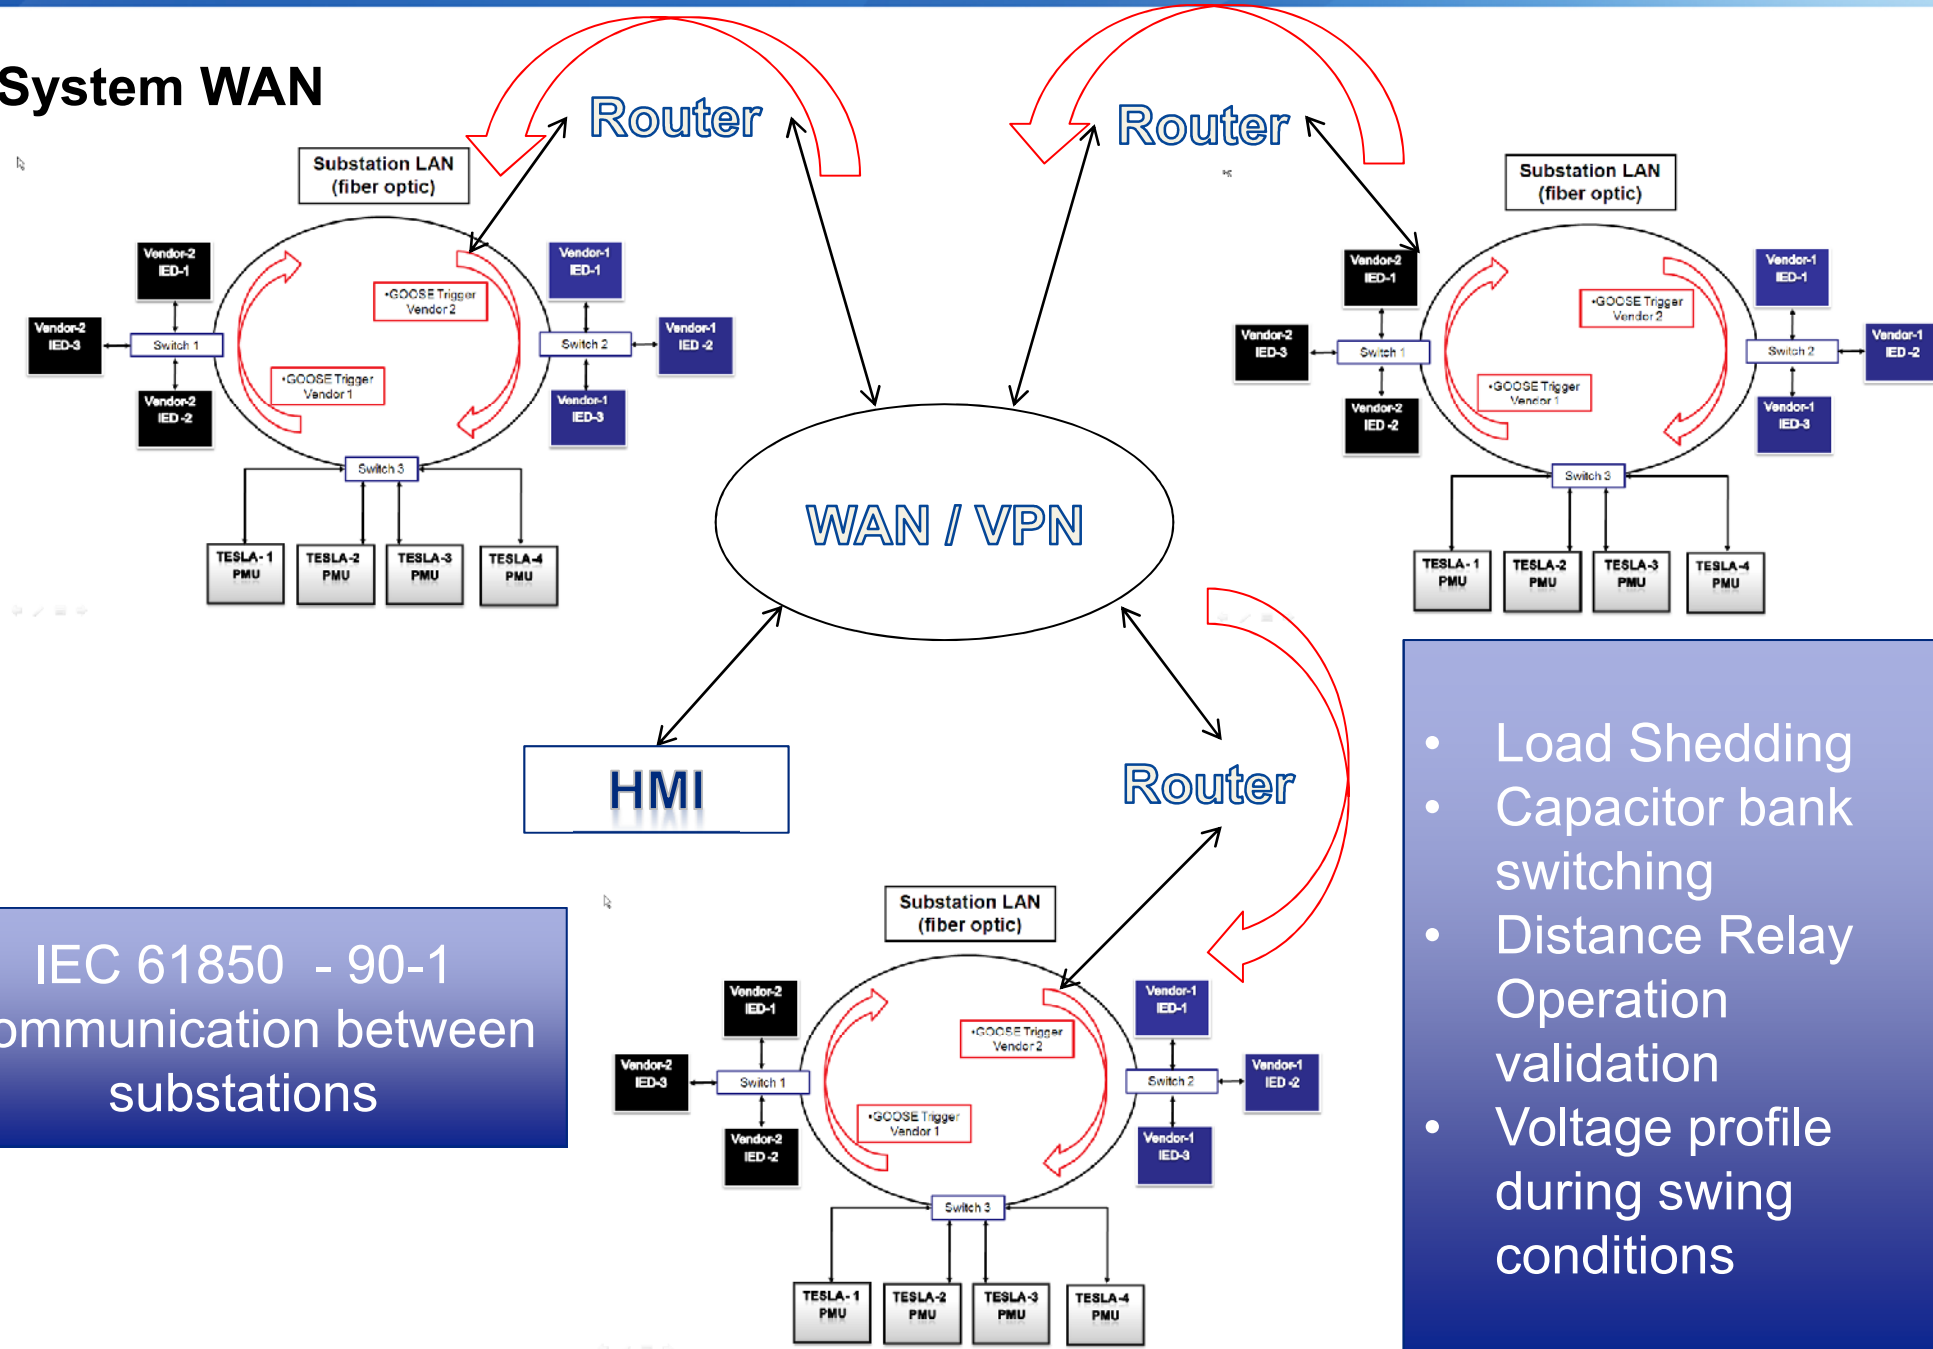 System WAN
Router
Router
Substation LAN
(fiber optic)
Vendor-2
IED-1
Vendor-1
IED-1
•GOOSE Trigger
Vendor 2
Vendor-2
IED-3
Switch 1
Switch 2
Vendor-1
IED -2
•GOOSE Trigger
Vendor 1
Vendor-2
IED -2
Vendor-1
IED-3
Switch 3
TESLA- 1
PMU
TESLA-2
PMU
TESLA-3
PMU
TESLA-4
PMU
Substation LAN
(fiber optic)
Vendor-2
IED-1
Vendor-1
IED-1
•GOOSE Trigger
Vendor 2
Vendor-2
IED-3
Switch 1
Switch 2
Vendor-1
IED -2
•GOOSE Trigger
Vendor 1
Vendor-2
IED -2
Vendor-1
IED-3
Switch 3
TESLA- 1
PMU
TESLA-2
PMU
TESLA-3
PMU
TESLA-4
PMU
WAN / VPN
HMI
Router
IEC 61850  - 90-1
ommunication between
substations
Substation LAN
(fiber optic)
Vendor-2
IED-1
Vendor-1
IED-1
•GOOSE Trigger
Vendor 2
Vendor-2
IED-3
Switch 1
Switch 2
Vendor-1
IED -2
•GOOSE Trigger
Vendor 1
Vendor-2
IED -2
Vendor-1
IED-3
Switch 3
TESLA- 1
PMU
TESLA-2
PMU
TESLA-3
PMU
TESLA-4
PMU
• Load Shedding
• Capacitor bank
switching
• Distance Relay
Operation
validation
• Voltage profile
during swing
conditions